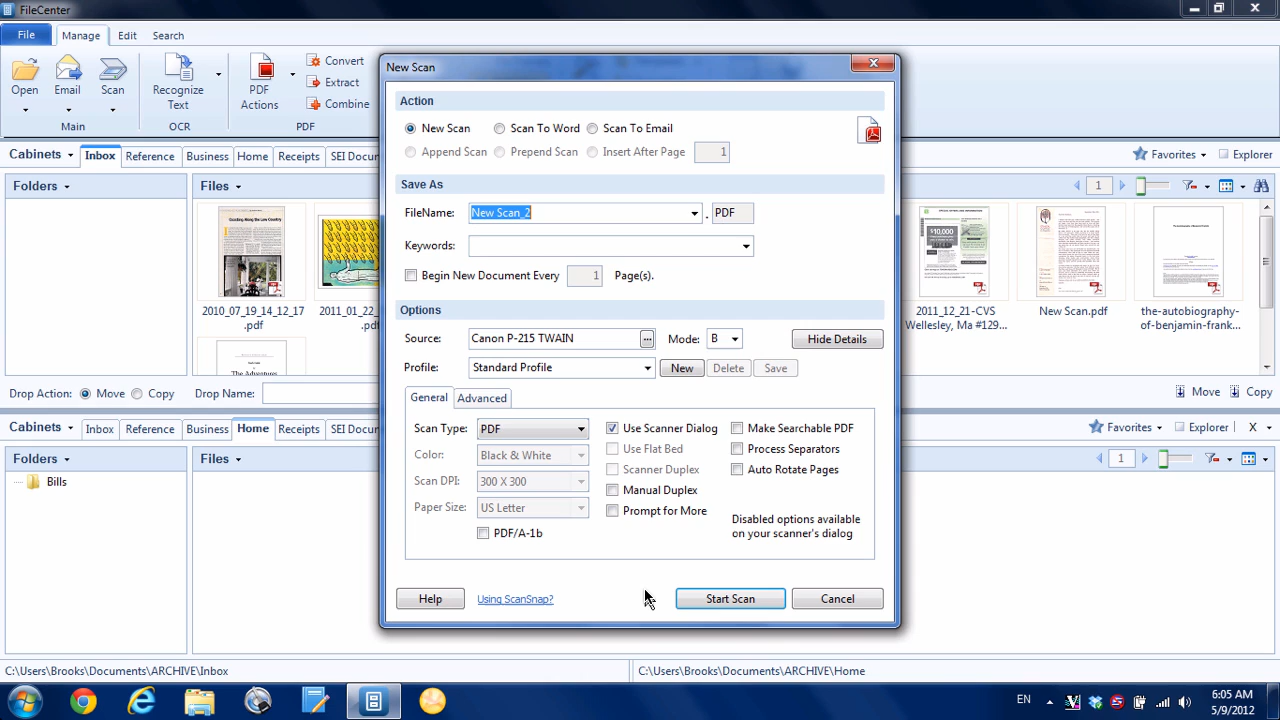 FileCenter
File Manage Edit Search
Open Email Scan Recognize Text PDF Actions Convert Extract Combine
Main OCR PDF
Cabinets Inbox Reference Business Home Receipts SEI Docum Favorites Explorer
Folders Files 1
2010_07_19_14_12_17 .pdf
2011_01_22_
2011_12_21-CVS Wellesley, Ma #129...
New Scan.pdf
the-autobiography-of-benjamin-frank...
Drop Action: Move Copy Drop Name: Move Copy
Cabinets Inbox Reference Business Home Receipts SEI Docum Favorites Explorer X
Folders Files 1
Bills
New Scan
Action
New Scan Scan To Word Scan To Email
Append Scan Prepend Scan Insert After Page 1
Save As
FileName: New Scan_2 . PDF
Keywords:
Begin New Document Every 1 Page(s).
Options
Source: Canon P-215 TWAIN ... Mode: B Hide Details
Profile: Standard Profile New Delete Save
General Advanced
Scan Type: PDF Use Scanner Dialog Make Searchable PDF
Color: Black & White Use Flat Bed Process Separators
Scan DPI: 300 X 300 Scanner Duplex Auto Rotate Pages
Manual Duplex
Paper Size: US Letter Prompt for More
Disabled options available
PDF/A-1b on your scanner's dialog
Help Using ScanSnap? Start Scan Cancel
C:\Users\Brooks\Documents\ARCHIVE\Inbox C:\Users\Brooks\Documents\ARCHIVE\Home
EN 6:05 AM
5/9/2012